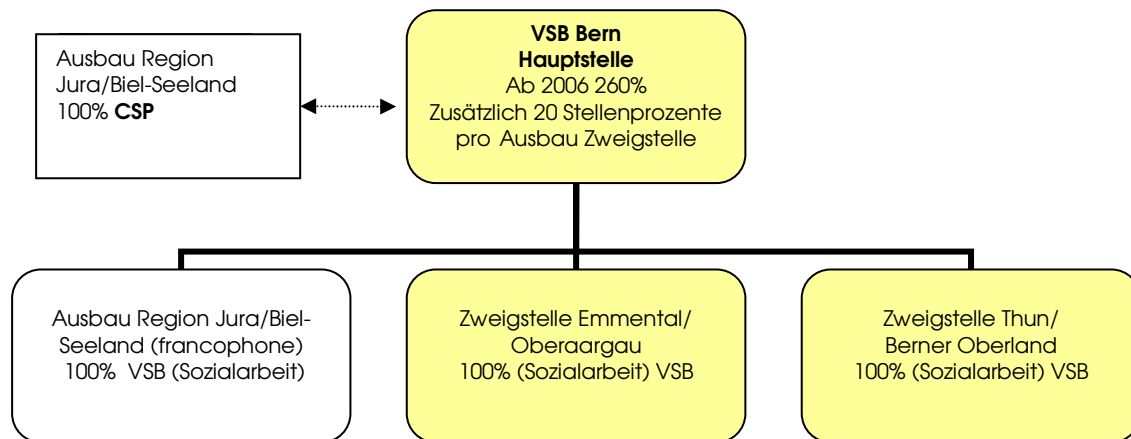 Ausbau Region
Jura/Biel-Seeland
100% CSP
VSB Bern
Hauptstelle
Ab 2006 260%
Zusätzlich 20 Stellenprozente
pro Ausbau Zweigstelle
Ausbau Region Jura/Biel-
Seeland (francophone)
100% VSB (Sozialarbeit)
Zweigstelle Emmental/
Oberaargau
100% (Sozialarbeit) VSB
Zweigstelle Thun/
Berner Oberland
100% (Sozialarbeit) VSB